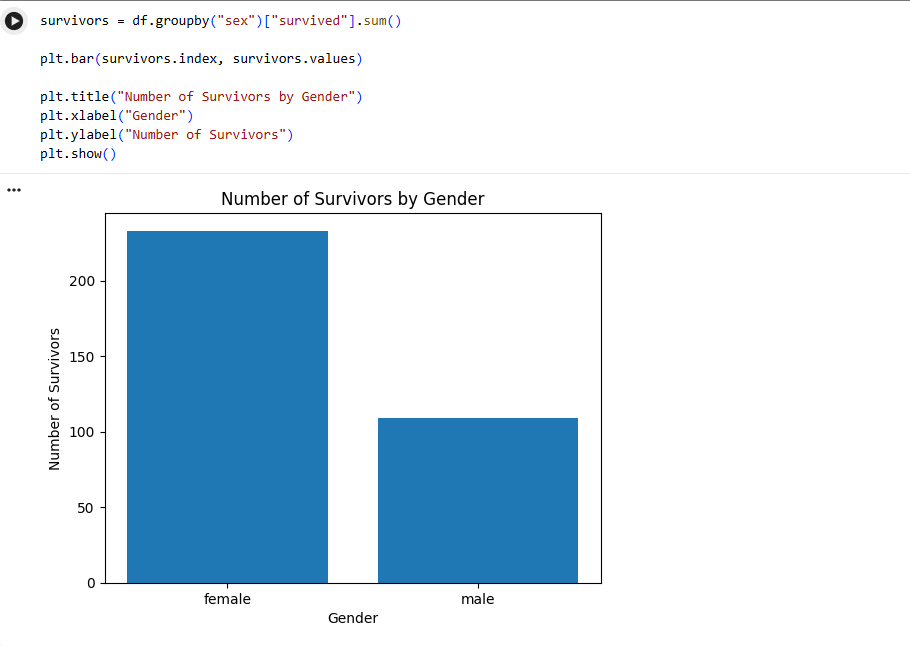 survivors = df.groupby("sex")["survived"].sum()
plt.bar(survivors.index, survivors.values)
plt.title("Number of Survivors by Gender")
plt.xlabel("Gender")
plt.ylabel("Number of Survivors")
plt.show()
Number of Survivors by Gender
Number of Survivors
200
150
100
50
0
female male
Gender